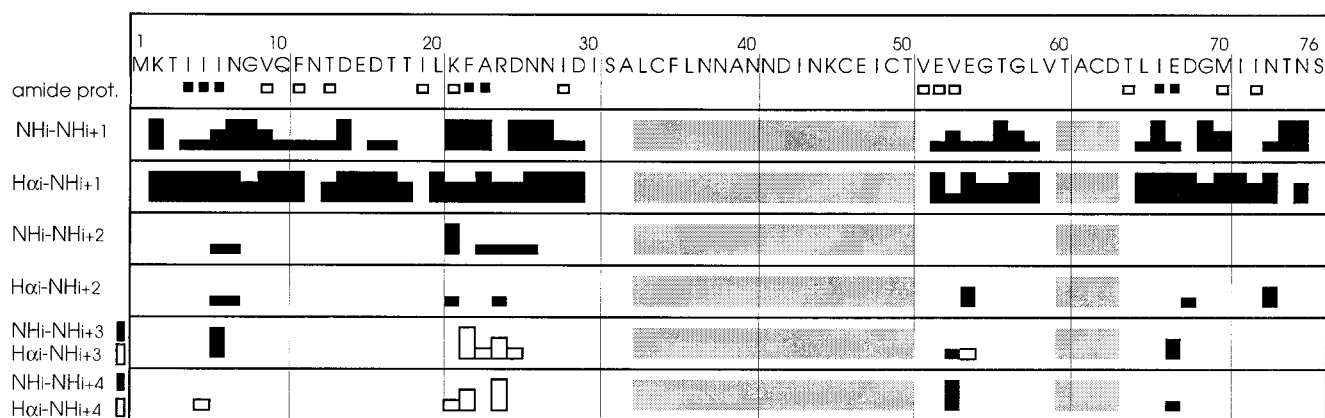 1 10 20 30 40 50 60 70 76
MKTIIINGVQFNTDEDTTILKFARDNNIDISALCFLNNANNDINKCEICTVEVEGTGLVTACDTLIEDGMIINTNS
amide prot.
NHi-NHi+1
Hαi-NHi+1
NHi-NHi+2
Hαi-NHi+2
NHi-NHi+3
Hαi-NHi+3
NHi-NHi+4
Hαi-NHi+4